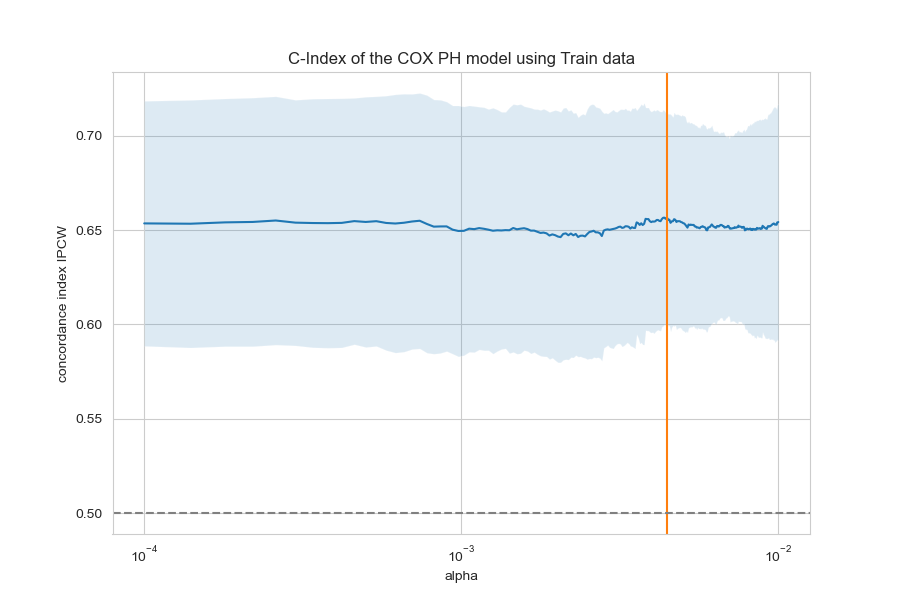 C-Index of the COX PH model using Train data
0.70
0.65
0.60
0.55
0.50
concordance index IPCW
10⁻⁴
10⁻³
10⁻²
alpha